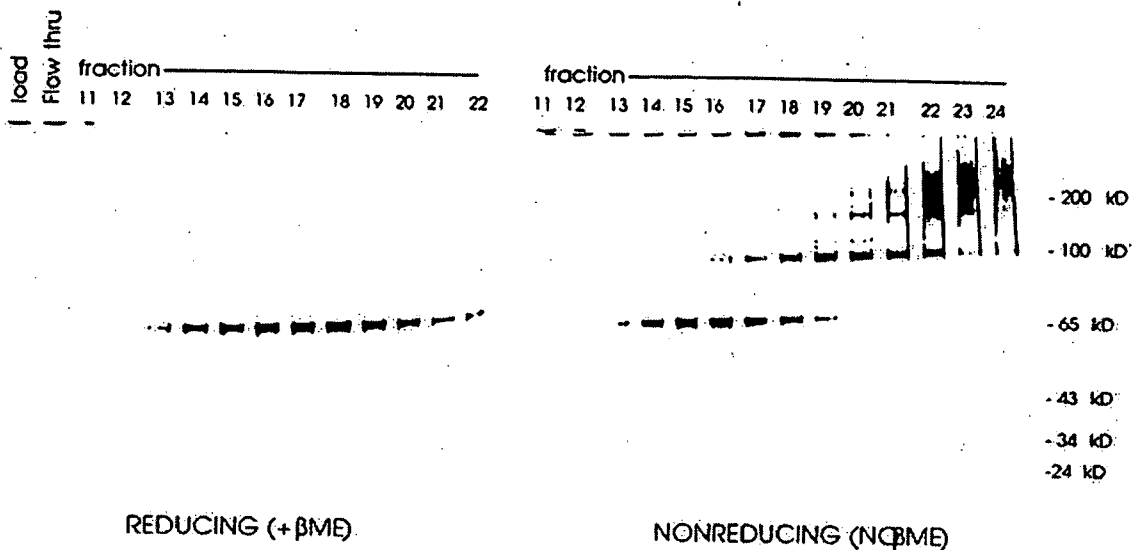 load
Flow thru
fraction
11 12 13 14 15 16 17 18 19 20 21 22
fraction
11 12 13 14 15 16 17 18 19 20 21 22 23 24
- 200 kD
- 100 kD
- 65 kD
- 43 kD
- 34 kD
-24 kD
REDUCING (+βME)
NONREDUCING (NOβME)